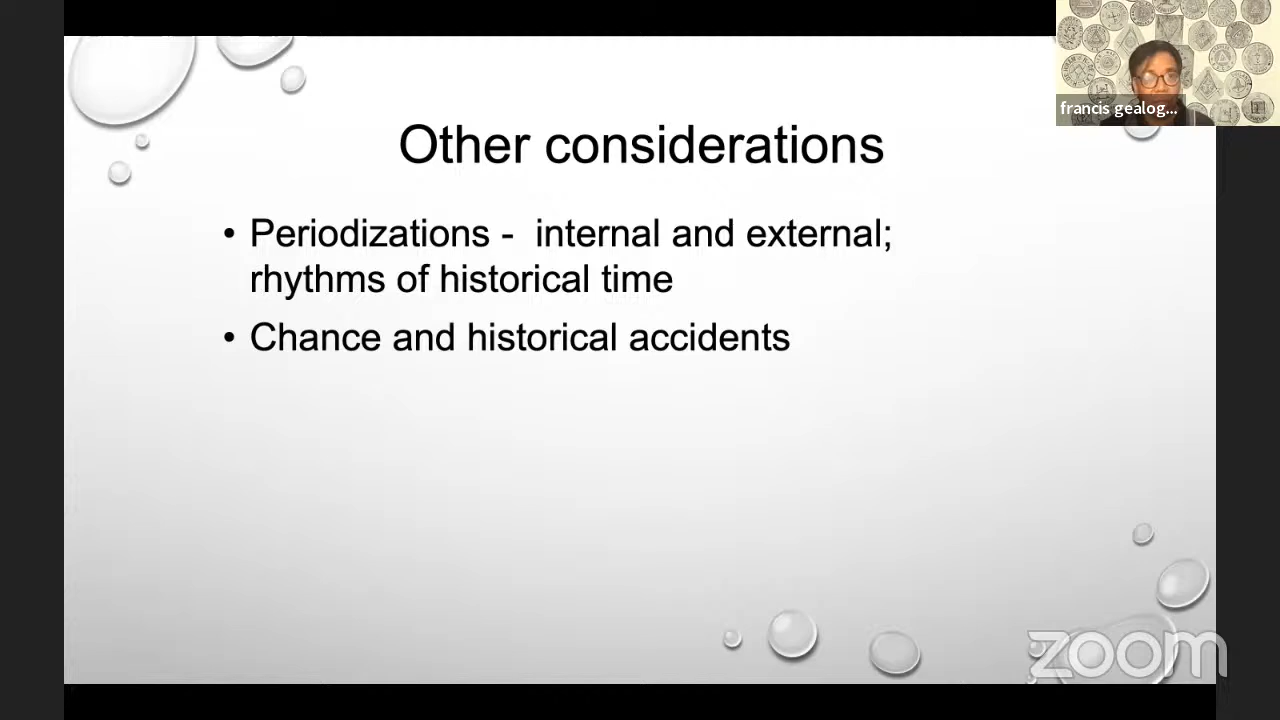 francis gealog...
Other considerations
• Periodizations -  internal and external;
rhythms of historical time
• Chance and historical accidents
zoom